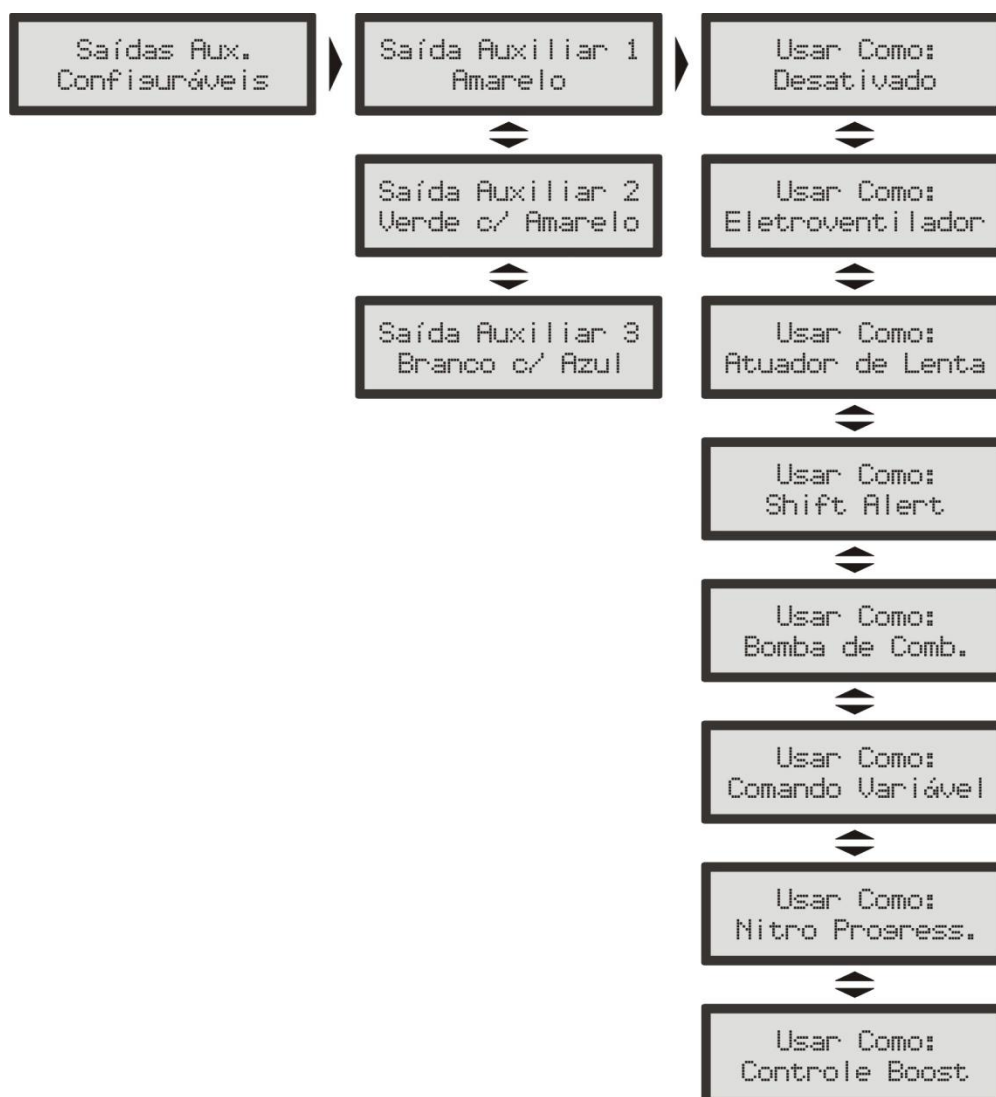 Saídas Aux.
Configuráveis
Saída Auxiliar 1
Amarelo
Usar Como:
Desativado
Saída Auxiliar 2
Verde c/ Amarelo
Usar Como:
Eletroventilador
Saída Auxiliar 3
Branco c/ Azul
Usar Como:
Atuador de Lenta
Usar Como:
Shift Alert
Usar Como:
Bomba de Comb.
Usar Como:
Comando Variável
Usar Como:
Nitro Progress.
Usar Como:
Controle Boost